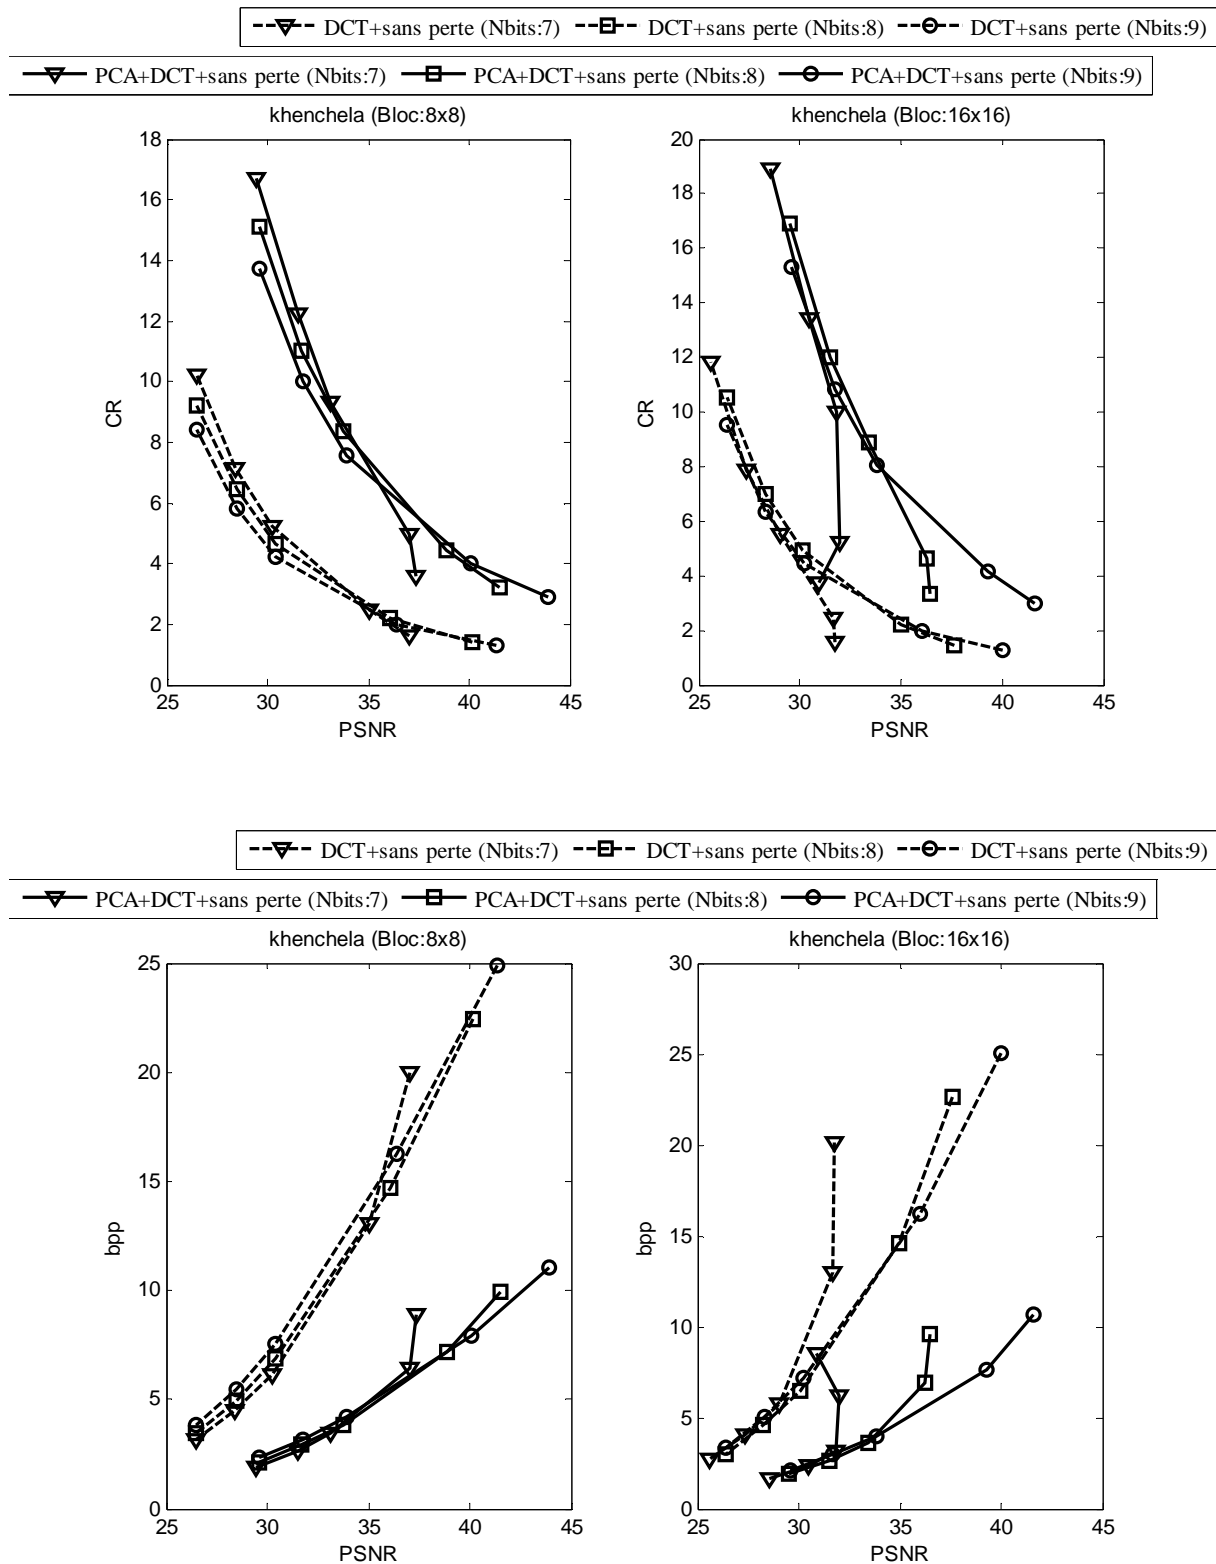 DCT+sans perte (Nbits:7) DCT+sans perte (Nbits:8) DCT+sans perte (Nbits:9)
PCA+DCT+sans perte (Nbits:7) PCA+DCT+sans perte (Nbits:8) PCA+DCT+sans perte (Nbits:9)
khenchela (Bloc:8x8)
18
16
14
12
10
8
6
4
2
0
CR
25 30 35 40 45
PSNR
khenchela (Bloc:16x16)
20
18
16
14
12
10
8
6
4
2
0
CR
25 30 35 40 45
PSNR
DCT+sans perte (Nbits:7) DCT+sans perte (Nbits:8) DCT+sans perte (Nbits:9)
PCA+DCT+sans perte (Nbits:7) PCA+DCT+sans perte (Nbits:8) PCA+DCT+sans perte (Nbits:9)
khenchela (Bloc:8x8)
25
20
15
10
5
0
bpp
25 30 35 40 45
PSNR
khenchela (Bloc:16x16)
30
25
20
15
10
5
0
bpp
25 30 35 40 45
PSNR